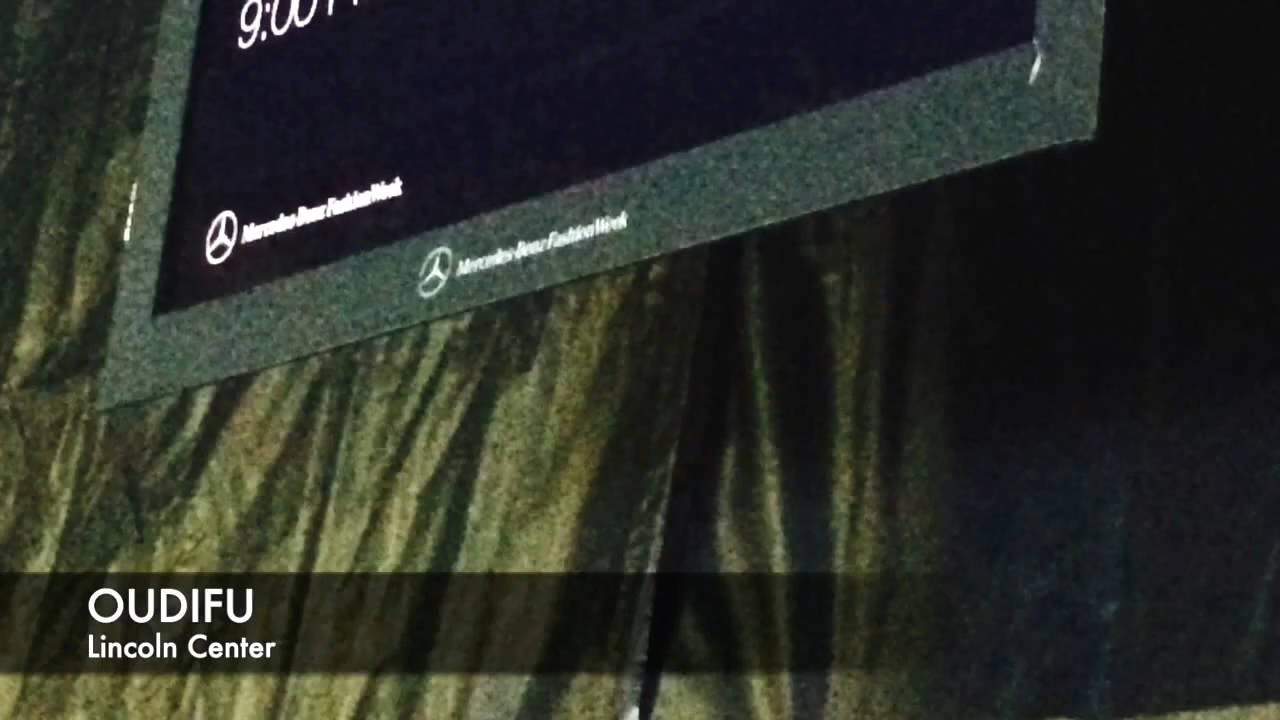 9:00 P
Mercedes-Benz Fashion Week
Mercedes-Benz Fashion Week
OUDIFU
Lincoln Center